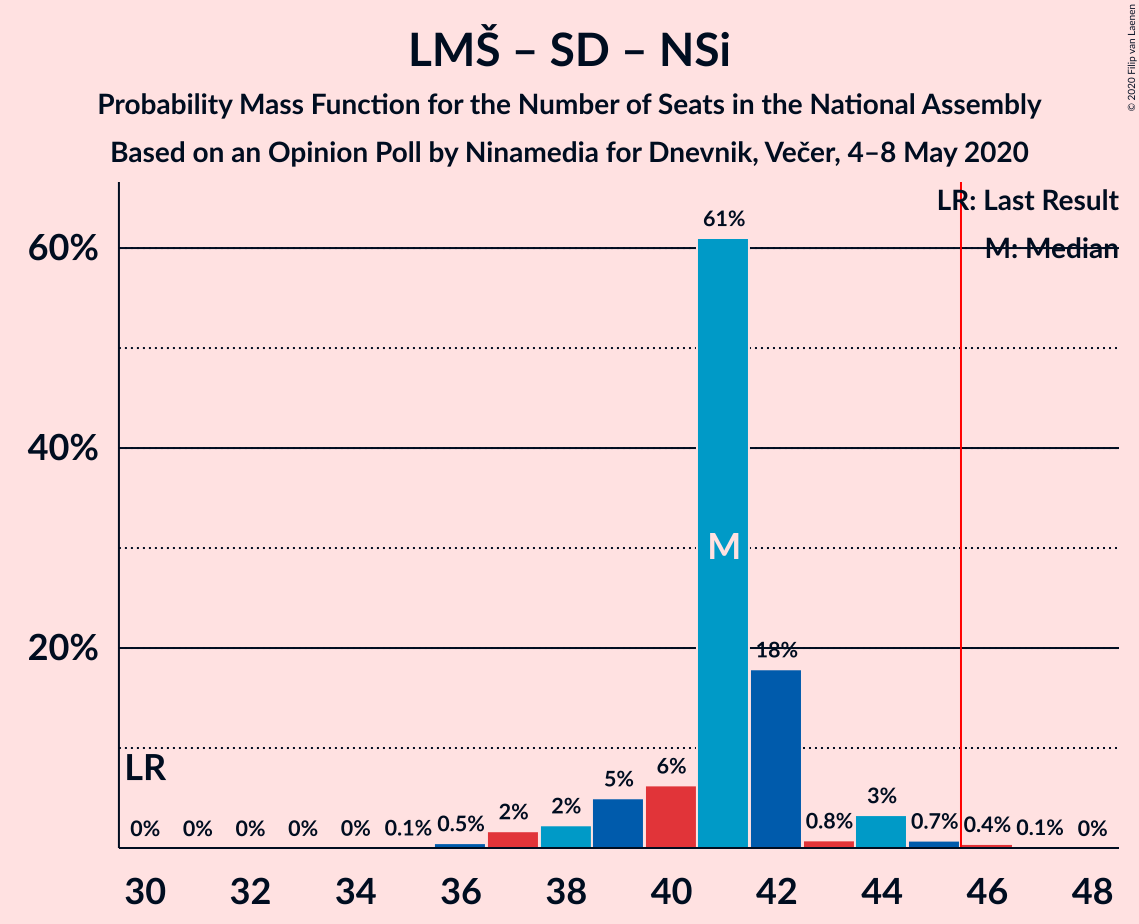 LMŠ – SD – NSi
Probability Mass Function for the Number of Seats in the National Assembly
Based on an Opinion Poll by Ninamedia for Dnevnik, Večer, 4–8 May 2020
© 2020 Filip van Laenen
LR: Last Result
M: Median
60%
40%
20%
61%
M
18%
LR
0% 0% 0% 0% 0% 0.1% 0.5% 2% 2% 5% 6% 0.8% 3% 0.7% 0.4% 0.1% 0%
30 32 34 36 38 40 42 44 46 48